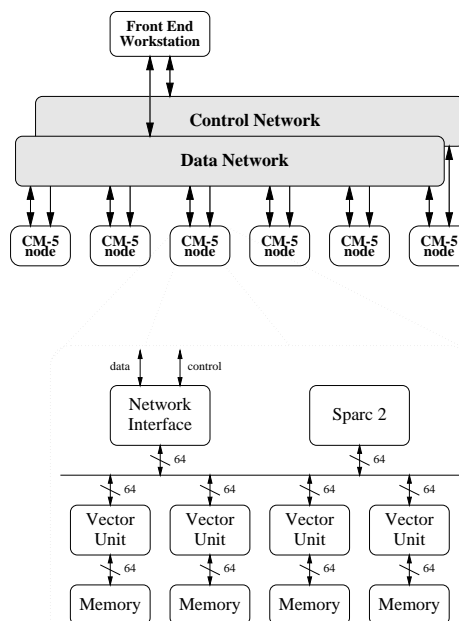 Front End
Workstation
Control Network
Data Network
CM-5 CM-5 CM-5 CM-5 CM-5 CM-5
node node node node node node
data control
Network
Interface
Sparc 2
64 64
64 64 64 64
Vector Vector Vector Vector
Unit Unit Unit Unit
64 64 64 64
Memory Memory Memory Memory